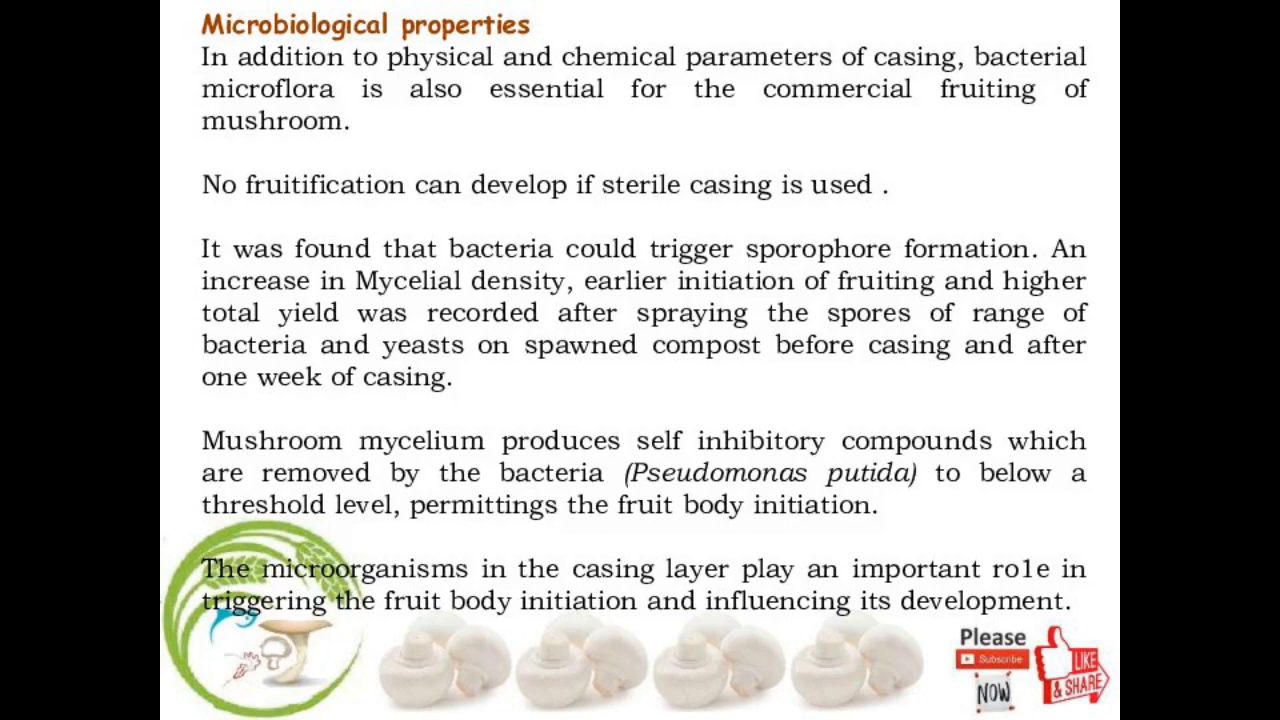 Microbiological properties
In addition to physical and chemical parameters of casing, bacterial
microflora is also essential for the commercial fruiting of
mushroom.
No fruitification can develop if sterile casing is used .
It was found that bacteria could trigger sporophore formation. An
increase in Mycelial density, earlier initiation of fruiting and higher
total yield was recorded after spraying the spores of range of
bacteria and yeasts on spawned compost before casing and after
one week of casing.
Mushroom mycelium produces self inhibitory compounds which
are removed by the bacteria (Pseudomonas putida) to below a
threshold level, permittings the fruit body initiation.
The microorganisms in the casing layer play an important ro1e in
triggering the fruit body initiation and influencing its development.
Please
Subscribe
NOW
LIKE
& SHARE